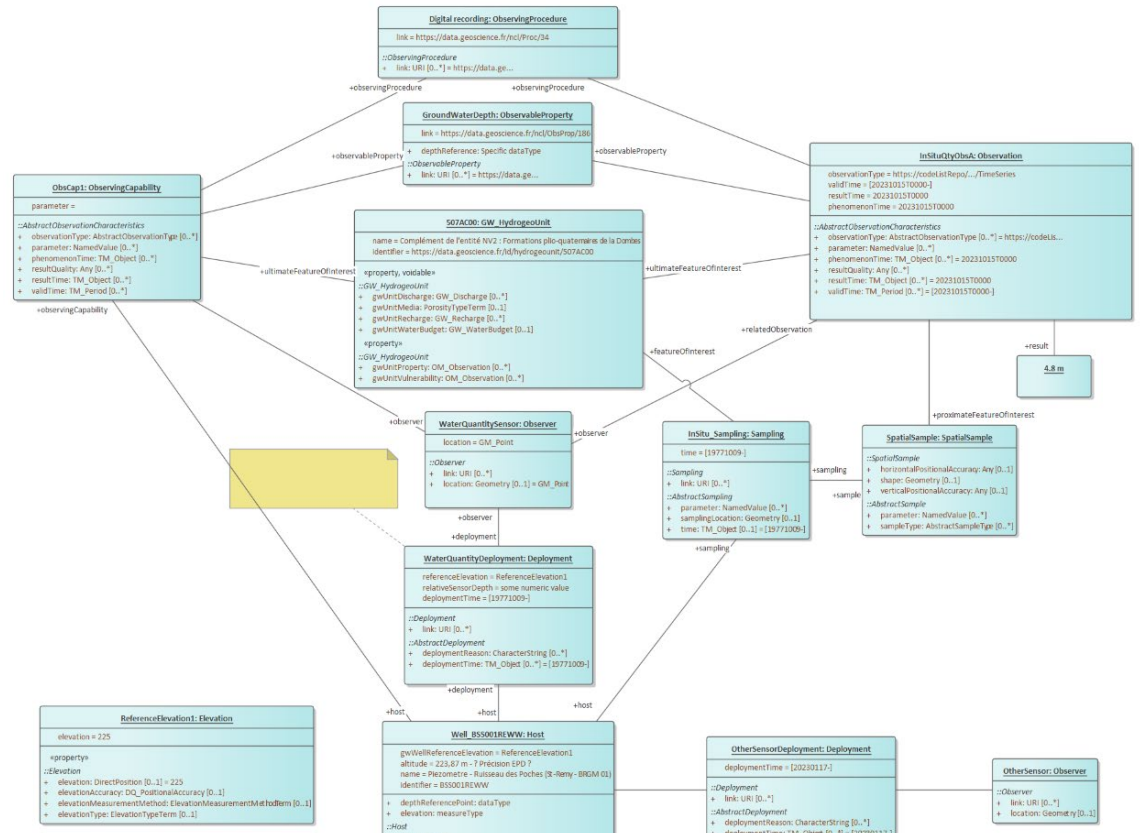 Digital recording: ObservingProcedure
link = https://data.geoscience.fr/ncl/Proc/34
::ObservingProcedure
+ link: URI [0..*] = https://data.ge...
+observingProcedure
+observingProcedure
GroundWaterDepth: ObservableProperty
link = https://data.geoscience.fr/ncl/ObsProp/186
+ depthReference: Specific dataType
::ObservableProperty
+ link: URI [0..*] = https://data.ge...
+observableProperty
+observableProperty
InSituQtyObsA: Observation
observationType = https://codeListRepo/.../TimeSeries
validTime = [20231015T0000-]
resultTime = 20231015T0000
phenomenonTime = 20231015T0000
::AbstractObservationCharacteristics
+ observationType: AbstractObservationType [0..*] = https://codeLis...
+ parameter: NamedValue [0..*]
+ phenomenonTime: TM_Object [0..*] = 20231015T0000
+ resultQuality: Any [0..*]
+ resultTime: TM_Object [0..*] = 20231015T0000
+ validTime: TM_Period [0..*] = [20231015T0000-]
ObsCap1: ObservingCapability
parameter =
::AbstractObservationCharacteristics
+ observationType: AbstractObservationType [0..*]
+ parameter: NamedValue [0..*]
+ phenomenonTime: TM_Object [0..*]
+ resultQuality: Any [0..*]
+ resultTime: TM_Object [0..*]
+ validTime: TM_Period [0..*]
+observingCapability
507AC00: GW_HydrogeoUnit
name = Complément de l'entité NV2 : Formations plio-quaternaires de la Dombes
identifier = https://data.geoscience.fr/id/hydrogeounit/507AC00
«property, voidable»
::GW_HydrogeoUnit
+ gwUnitDischarge: GW_Discharge [0..*]
+ gwUnitMedia: PorosityTypeTerm [0..1]
+ gwUnitRecharge: GW_Recharge [0..*]
+ gwUnitWaterBudget: GW_WaterBudget [0..1]
«property»
::GW_HydrogeoUnit
+ gwUnitProperty: OM_Observation [0..*]
+ gwUnitVulnerability: OM_Observation [0..*]
+ultimateFeatureOfInterest
+ultimateFeatureOfInterest
+relatedObservation
+featureOfInterest
+result
4.8 m
+proximateFeatureOfInterest
+observer
WaterQuantitySensor: Observer
location = GM_Point
::Observer
+ link: URI [0..*]
+ location: Geometry [0..1] = GM_Point
+observer
+observer
+deployment
InSitu_Sampling: Sampling
time = [19771009-]
::Sampling
+ link: URI [0..*]
::AbstractSampling
+ parameter: NamedValue [0..*]
+ samplingLocation: Geometry [0..1]
+ time: TM_Object [0..1] = [19771009-]
+sampling
+sampling
+sample
SpatialSample: SpatialSample
::SpatialSample
+ horizontalPositionalAccuracy: Any [0..1]
+ shape: Geometry [0..1]
+ verticalPositionalAccuracy: Any [0..1]
::AbstractSample
+ parameter: NamedValue [0..*]
+ sampleType: AbstractSampleType [0..*]
WaterQuantityDeployment: Deployment
referenceElevation = ReferenceElevation1
relativeSensorDepth = some numeric value
deploymentTime = [19771009-]
::Deployment
+ link: URI [0..*]
::AbstractDeployment
+ deploymentReason: CharacterString [0..*]
+ deploymentTime: TM_Object [0..*] = [19771009-]
+deployment
+host
+host
+host
ReferenceElevation1: Elevation
elevation = 225
«property»
::Elevation
+ elevation: DirectPosition [0..1] = 225
+ elevationAccuracy: DQ_PositionalAccuracy [0..1]
+ elevationMeasurementMethod: ElevationMeasurementMethodTerm [0..1]
+ elevationType: ElevationTypeTerm [0..1]
Well_BSS001REWW: Host
gwWellReferenceElevation = ReferenceElevation1
altitude = 223,87 m - ? Précision EPD ?
name = Piezometre - Ruisseau des Poches (St-Remy - BRGM 01)
identifier = BSS001REWW
+ depthReferencePoint: dataType
+ elevation: measureType
::Host
OtherSensorDeployment: Deployment
deploymentTime = [20230117-]
::Deployment
+ link: URI [0..*]
::AbstractDeployment
+ deploymentReason: CharacterString [0..*]
+ deploymentTime: TM_Object [0..*] = [20230117-]
OtherSensor: Observer
::Observer
+ link: URI [0..*]
+ location: Geometry [0..1]